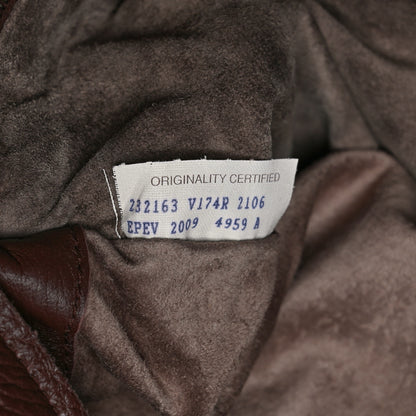 ORIGINALITY CERTIFIED
232163 V174R 2106
EPEV 2009 4959 A